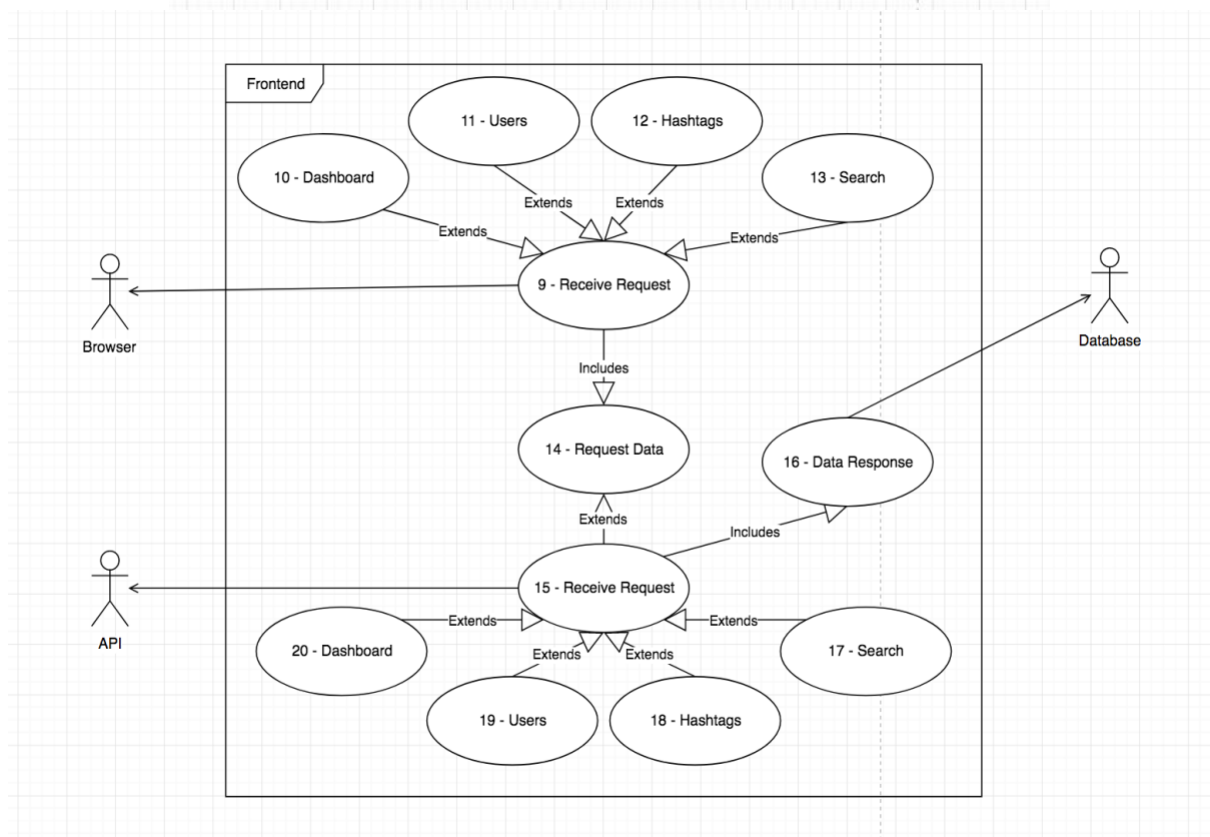 Frontend
11 - Users
12 - Hashtags
10 - Dashboard
13 - Search
Extends
Extends
Extends
Extends
9 - Receive Request
Browser
Database
Includes
14 - Request Data
16 - Data Response
Extends
Includes
15 - Receive Request
API
Extends
Extends
20 - Dashboard
17 - Search
Extends
Extends
19 - Users
18 - Hashtags